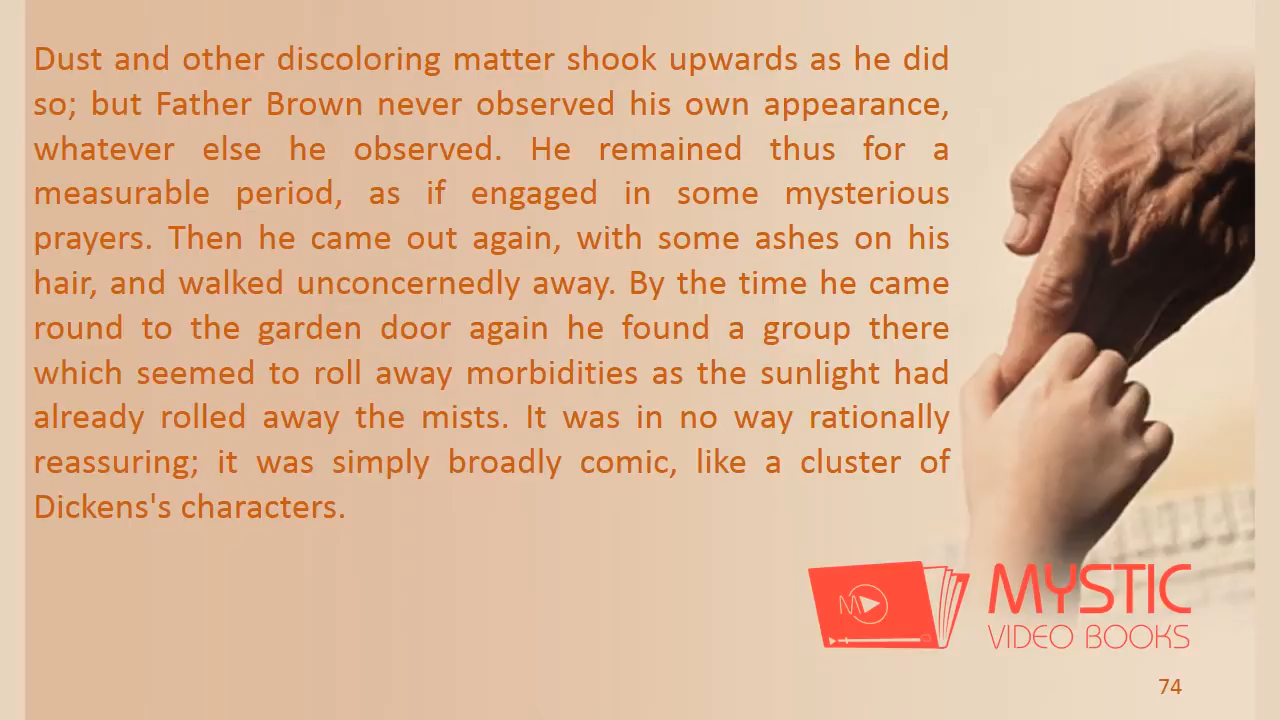 Dust and other discoloring matter shook upwards as he did
so; but Father Brown never observed his own appearance,
whatever else he observed. He remained thus for a
measurable period, as if engaged in some mysterious
prayers. Then he came out again, with some ashes on his
hair, and walked unconcernedly away. By the time he came
round to the garden door again he found a group there
which seemed to roll away morbidities as the sunlight had
already rolled away the mists. It was in no way rationally
reassuring; it was simply broadly comic, like a cluster of
Dickens's characters.
M
MYSTIC
VIDEO BOOKS
74